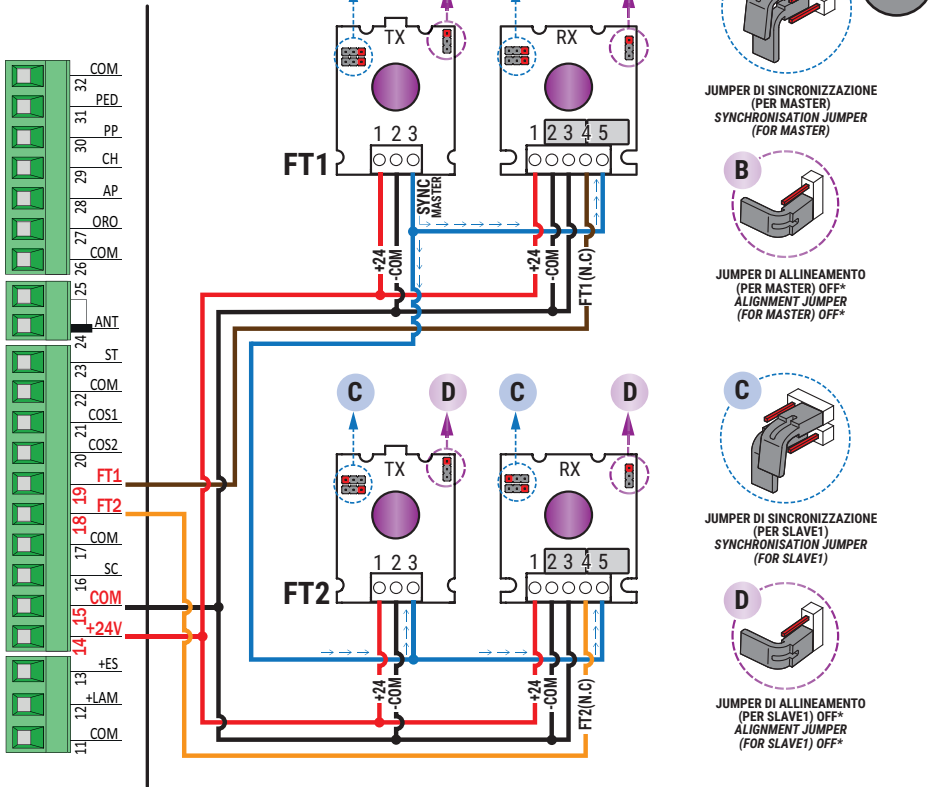 COM
32
PED
31
PP
30
CH
29
AP
28
ORO
27
COM
26
25
ANT
24
ST
23
COM
22
COS1
21
COS2
20
FT1
19
FT2
18
COM
17
SC
16
COM
15
+24V
14
+ES
13
+LAM
12
COM
11
TX
1 2 3
FT1
RX
1 2 3 4 5
SYNC
MASTER
+24
-COM
+24
-COM
FT1(N.C)
C
D
C
D
TX
1 2 3
FT2
RX
1 2 3 4 5
+24
-COM
+24
-COM
FT2(N.C)
JUMPER DI SINCRONIZZAZIONE
(PER MASTER)
SYNCHRONISATION JUMPER
(FOR MASTER)
B
JUMPER DI ALLINEAMENTO
(PER MASTER) OFF*
ALIGNMENT JUMPER
(FOR MASTER) OFF*
C
JUMPER DI SINCRONIZZAZIONE
(PER SLAVE1)
SYNCHRONISATION JUMPER
(FOR SLAVE1)
D
JUMPER DI ALLINEAMENTO
(PER SLAVE1) OFF*
ALIGNMENT JUMPER
(FOR SLAVE1) OFF*